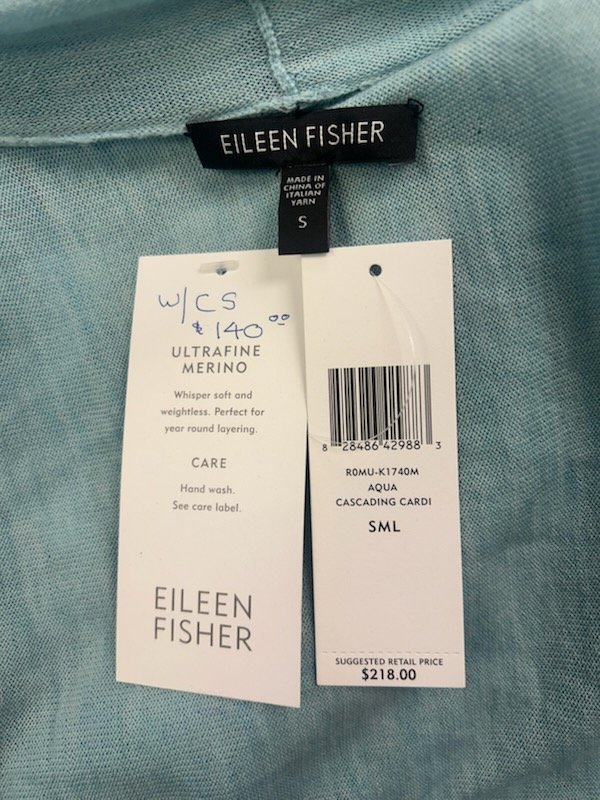 EILEEN FISHER
MADE IN
CHINA OF
ITALIAN
YARN
S
W/CS
$140.00
ULTRAFINE
MERINO
Whisper soft and
weightless. Perfect for
year round layering.
CARE
Hand wash.
See care label.
EILEEN
FISHER
8 28486 42988 3
R0MU-K1740M
AQUA
CASCADING CARDI
SML
SUGGESTED RETAIL PRICE
$218.00